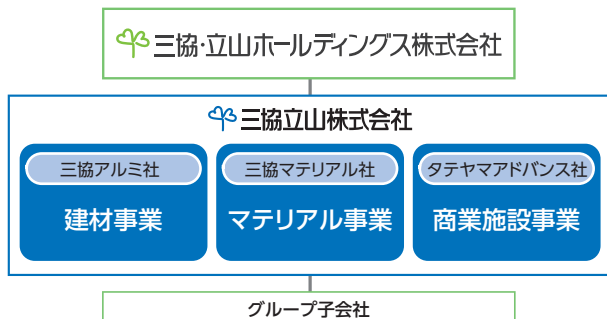 三協·立山ホールディングス株式会社
三協立山株式会社
三協アルミ社
建材事業
三協マテリアル社
マテリアル事業
タテヤマアドバンス社
商業施設事業
グループ子会社